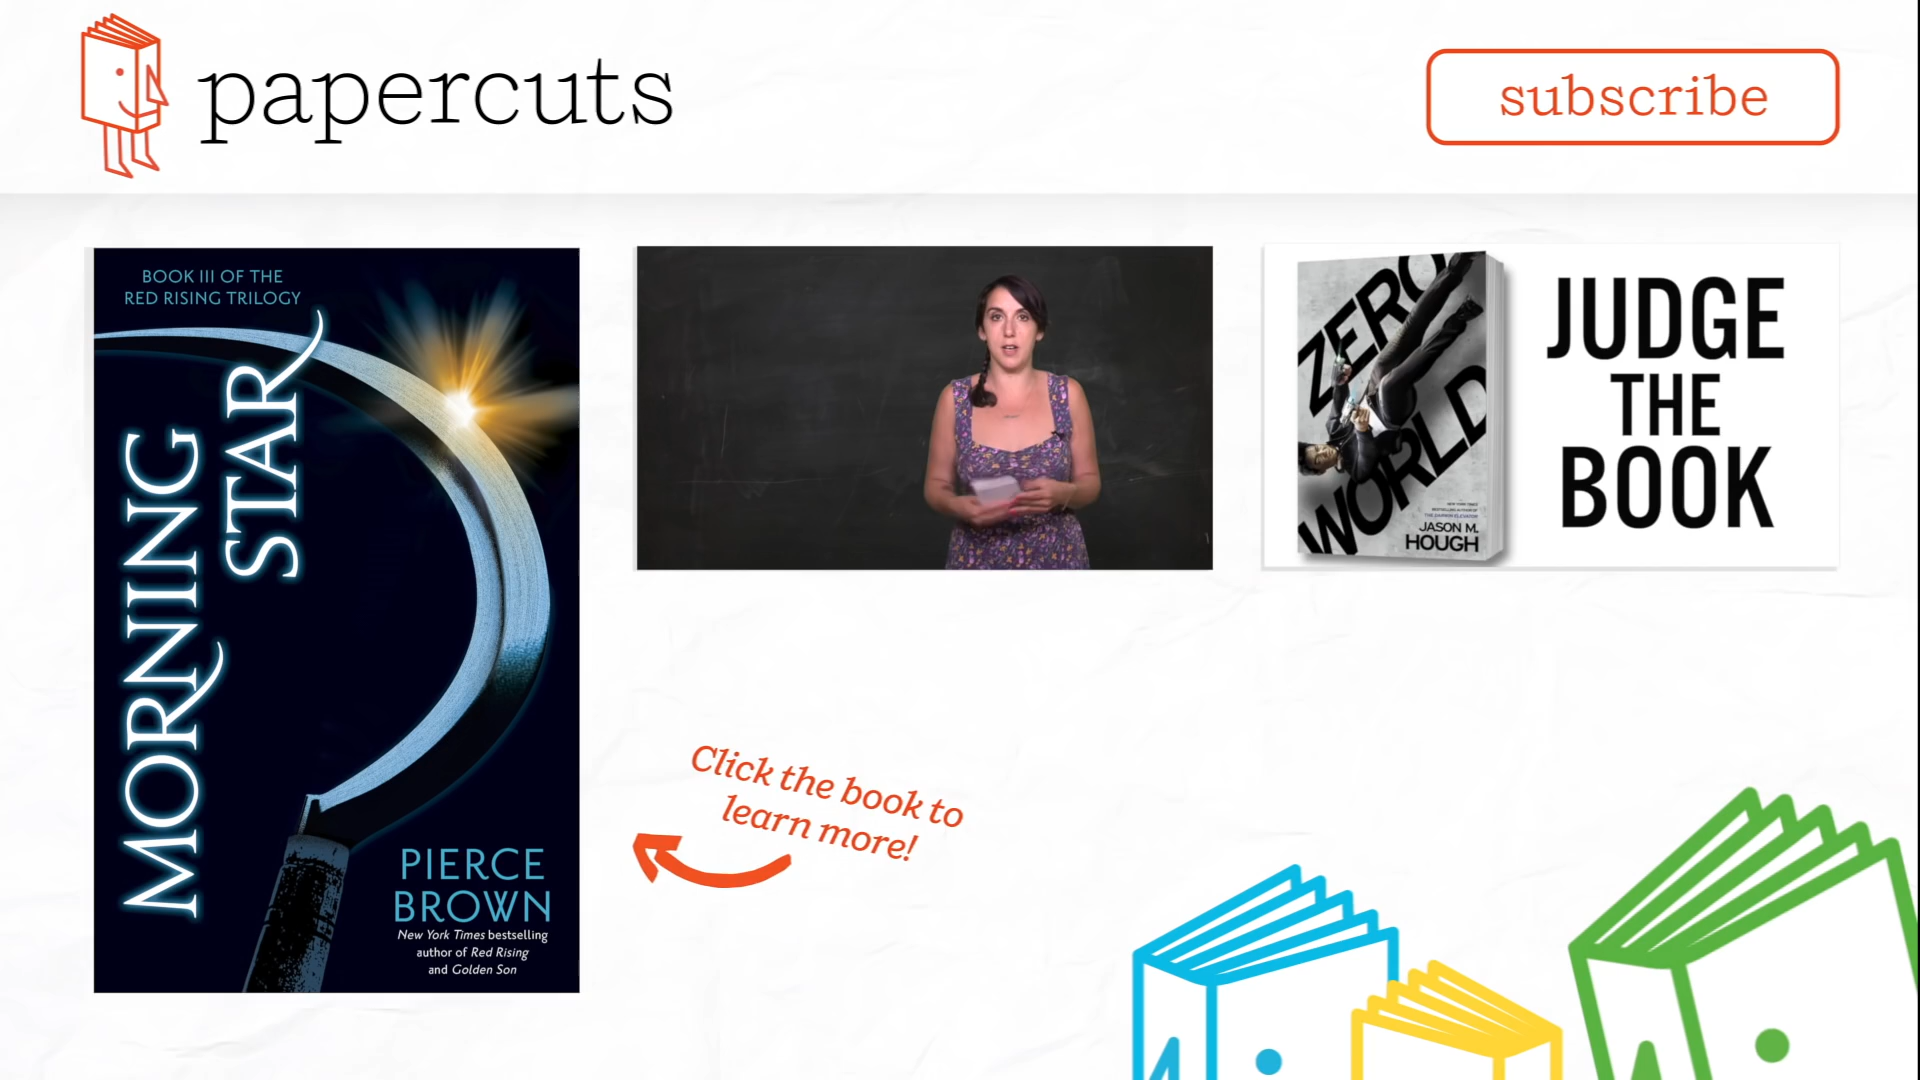 papercuts
subscribe
BOOK III OF THE
RED RISING TRILOGY
MORNING
STAR
PIERCE
BROWN
New York Times bestselling
author of Red Rising
and Golden Son
ZERO
WORLD
JASON M.
HOUGH
JUDGE
THE
BOOK
Click the book to
learn more!